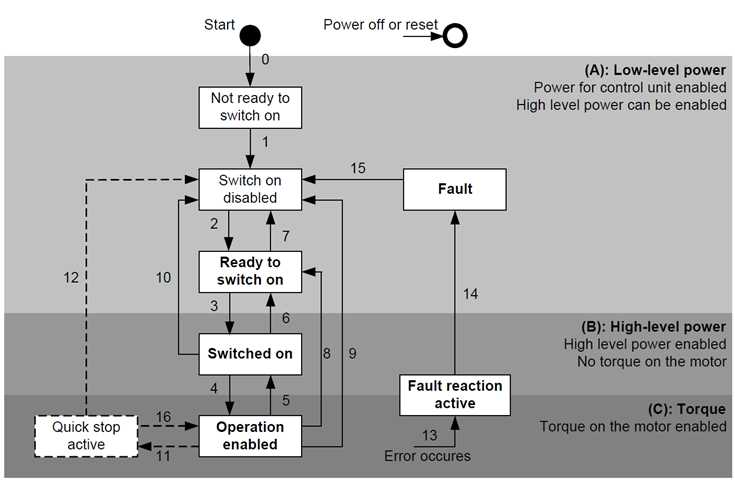 Start
Power off or reset
0
(A): Low-level power
Power for control unit enabled
High level power can be enabled
Not ready to
switch on
1
15
Switch on
disabled
Fault
2
7
12
10
Ready to
switch on
14
3
6
(B): High-level power
High level power enabled
No torque on the motor
Switched on
8
9
4
5
Fault reaction
active
(C): Torque
Torque on the motor enabled
Quick stop
active
16
11
Operation
enabled
13
Error occures